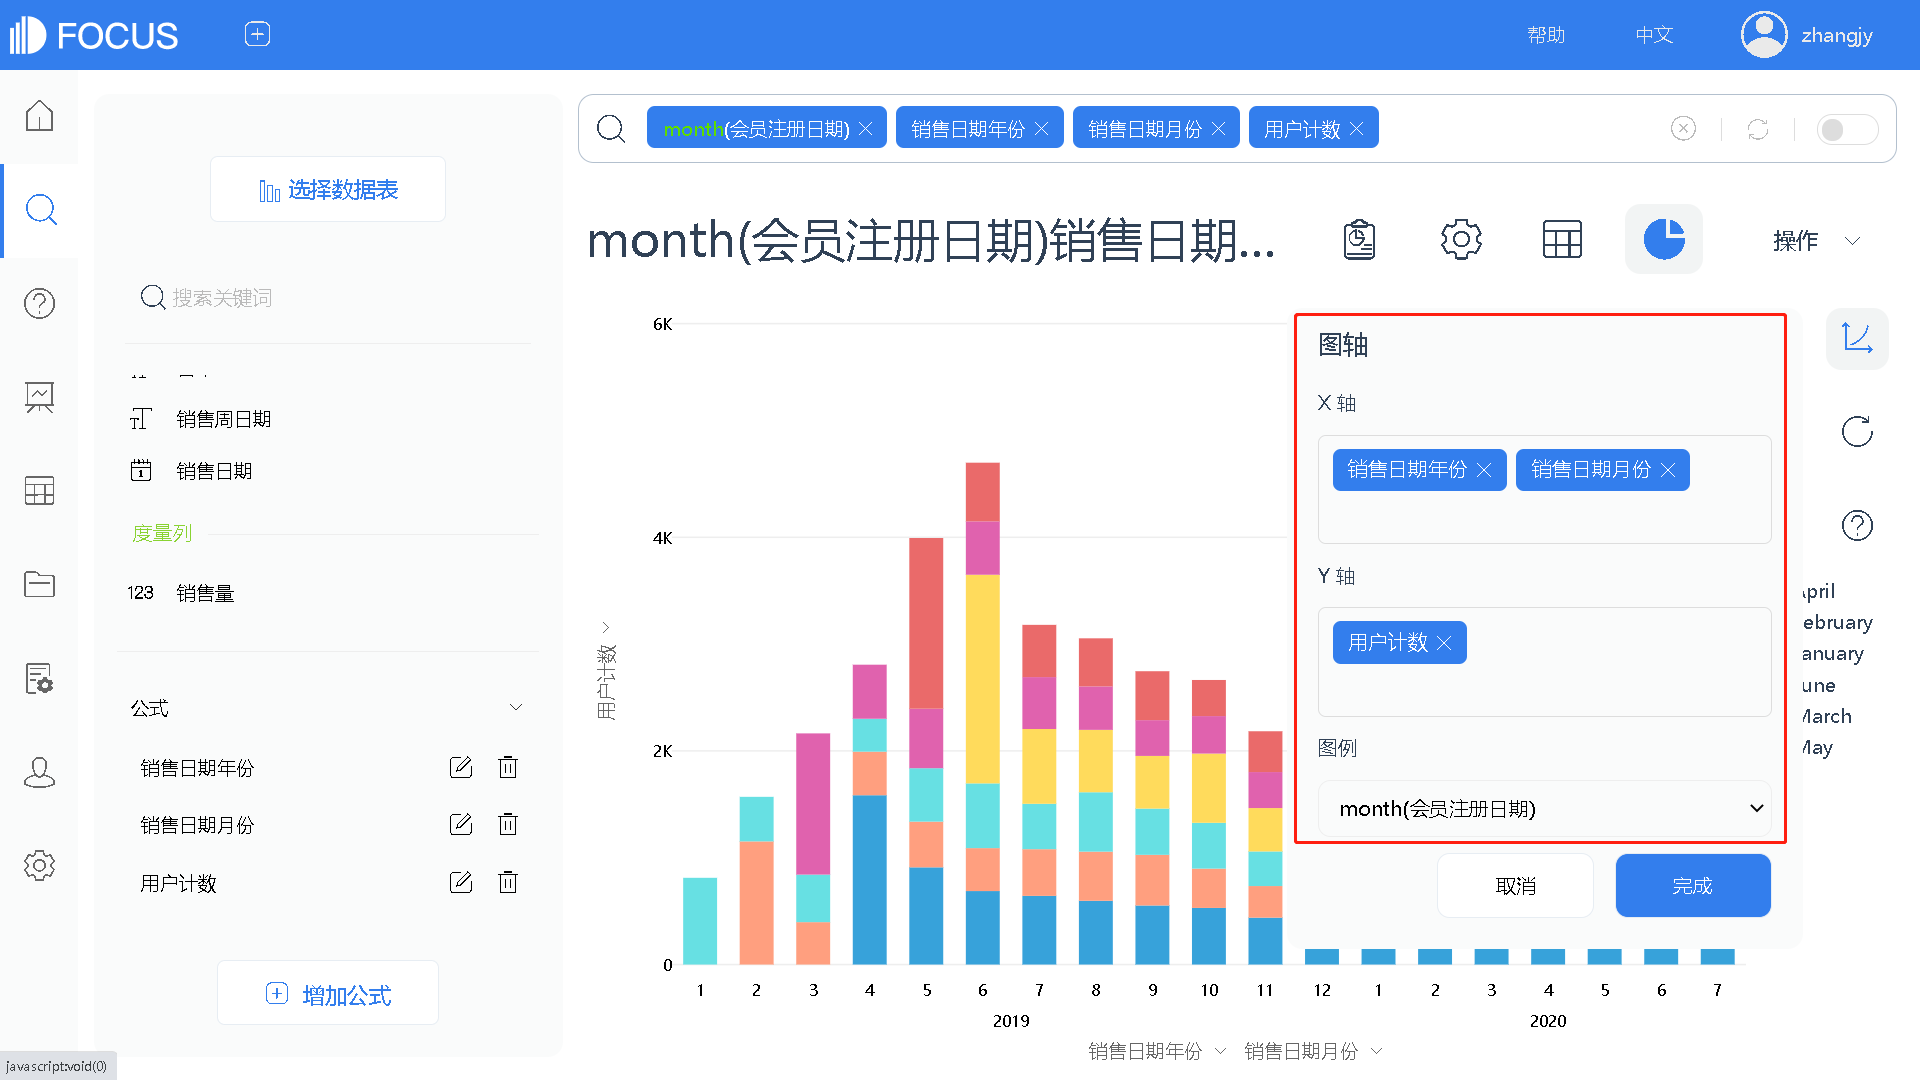 FOCUS
帮助
中文
zhangjy
选择数据表
搜索关键词
销售周日期
1
销售日期
度量列
123 销售量
公式
销售日期年份
销售日期月份
用户计数
增加公式
javascript:void(0)
month(会员注册日期)
销售日期年份
销售日期月份
用户计数
month(会员注册日期)销售日期...
操作
6K
4K
2K
0
用户计数
1 2 3 4 5 6 7 8 9 10 11 12 1 2 3 4 5 6 7
2019 2020
销售日期年份 销售日期月份
图轴
X 轴
销售日期年份 销售日期月份
Y 轴
用户计数
图例
month(会员注册日期)
取消 完成
pril
ebruary
anuary
une
March
May